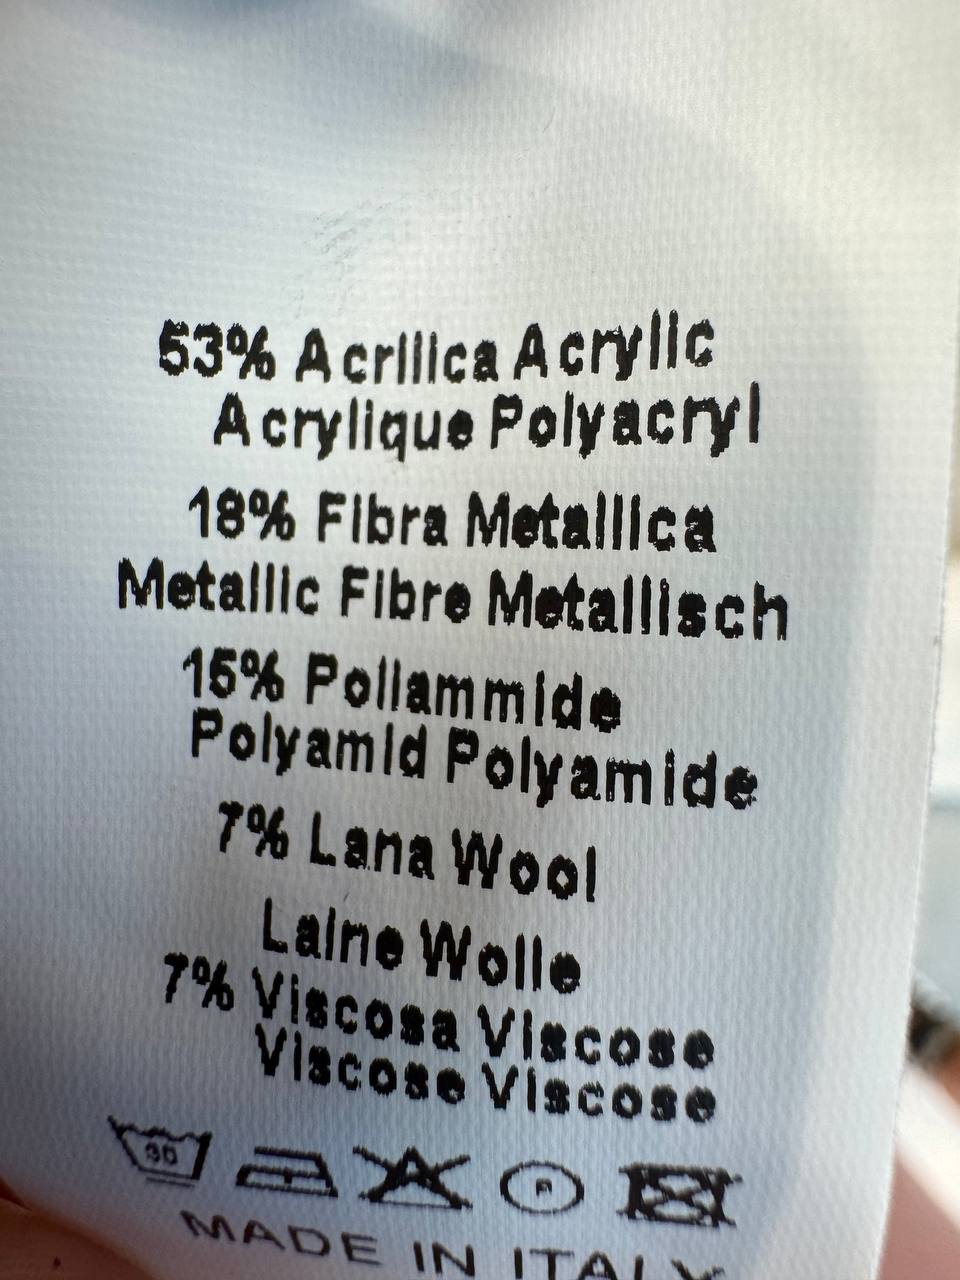 53% Acrilica Acrylic
Acrylique Polyacryl
18% Fibra Metallica
Metallic Fibre Metallisch
15% Poliammide
Polyamid Polyamide
7% Lana Wool
Laine Wolle
7% Viscosa Viscose
Viscose Viscose
30 P
MADE IN ITALY